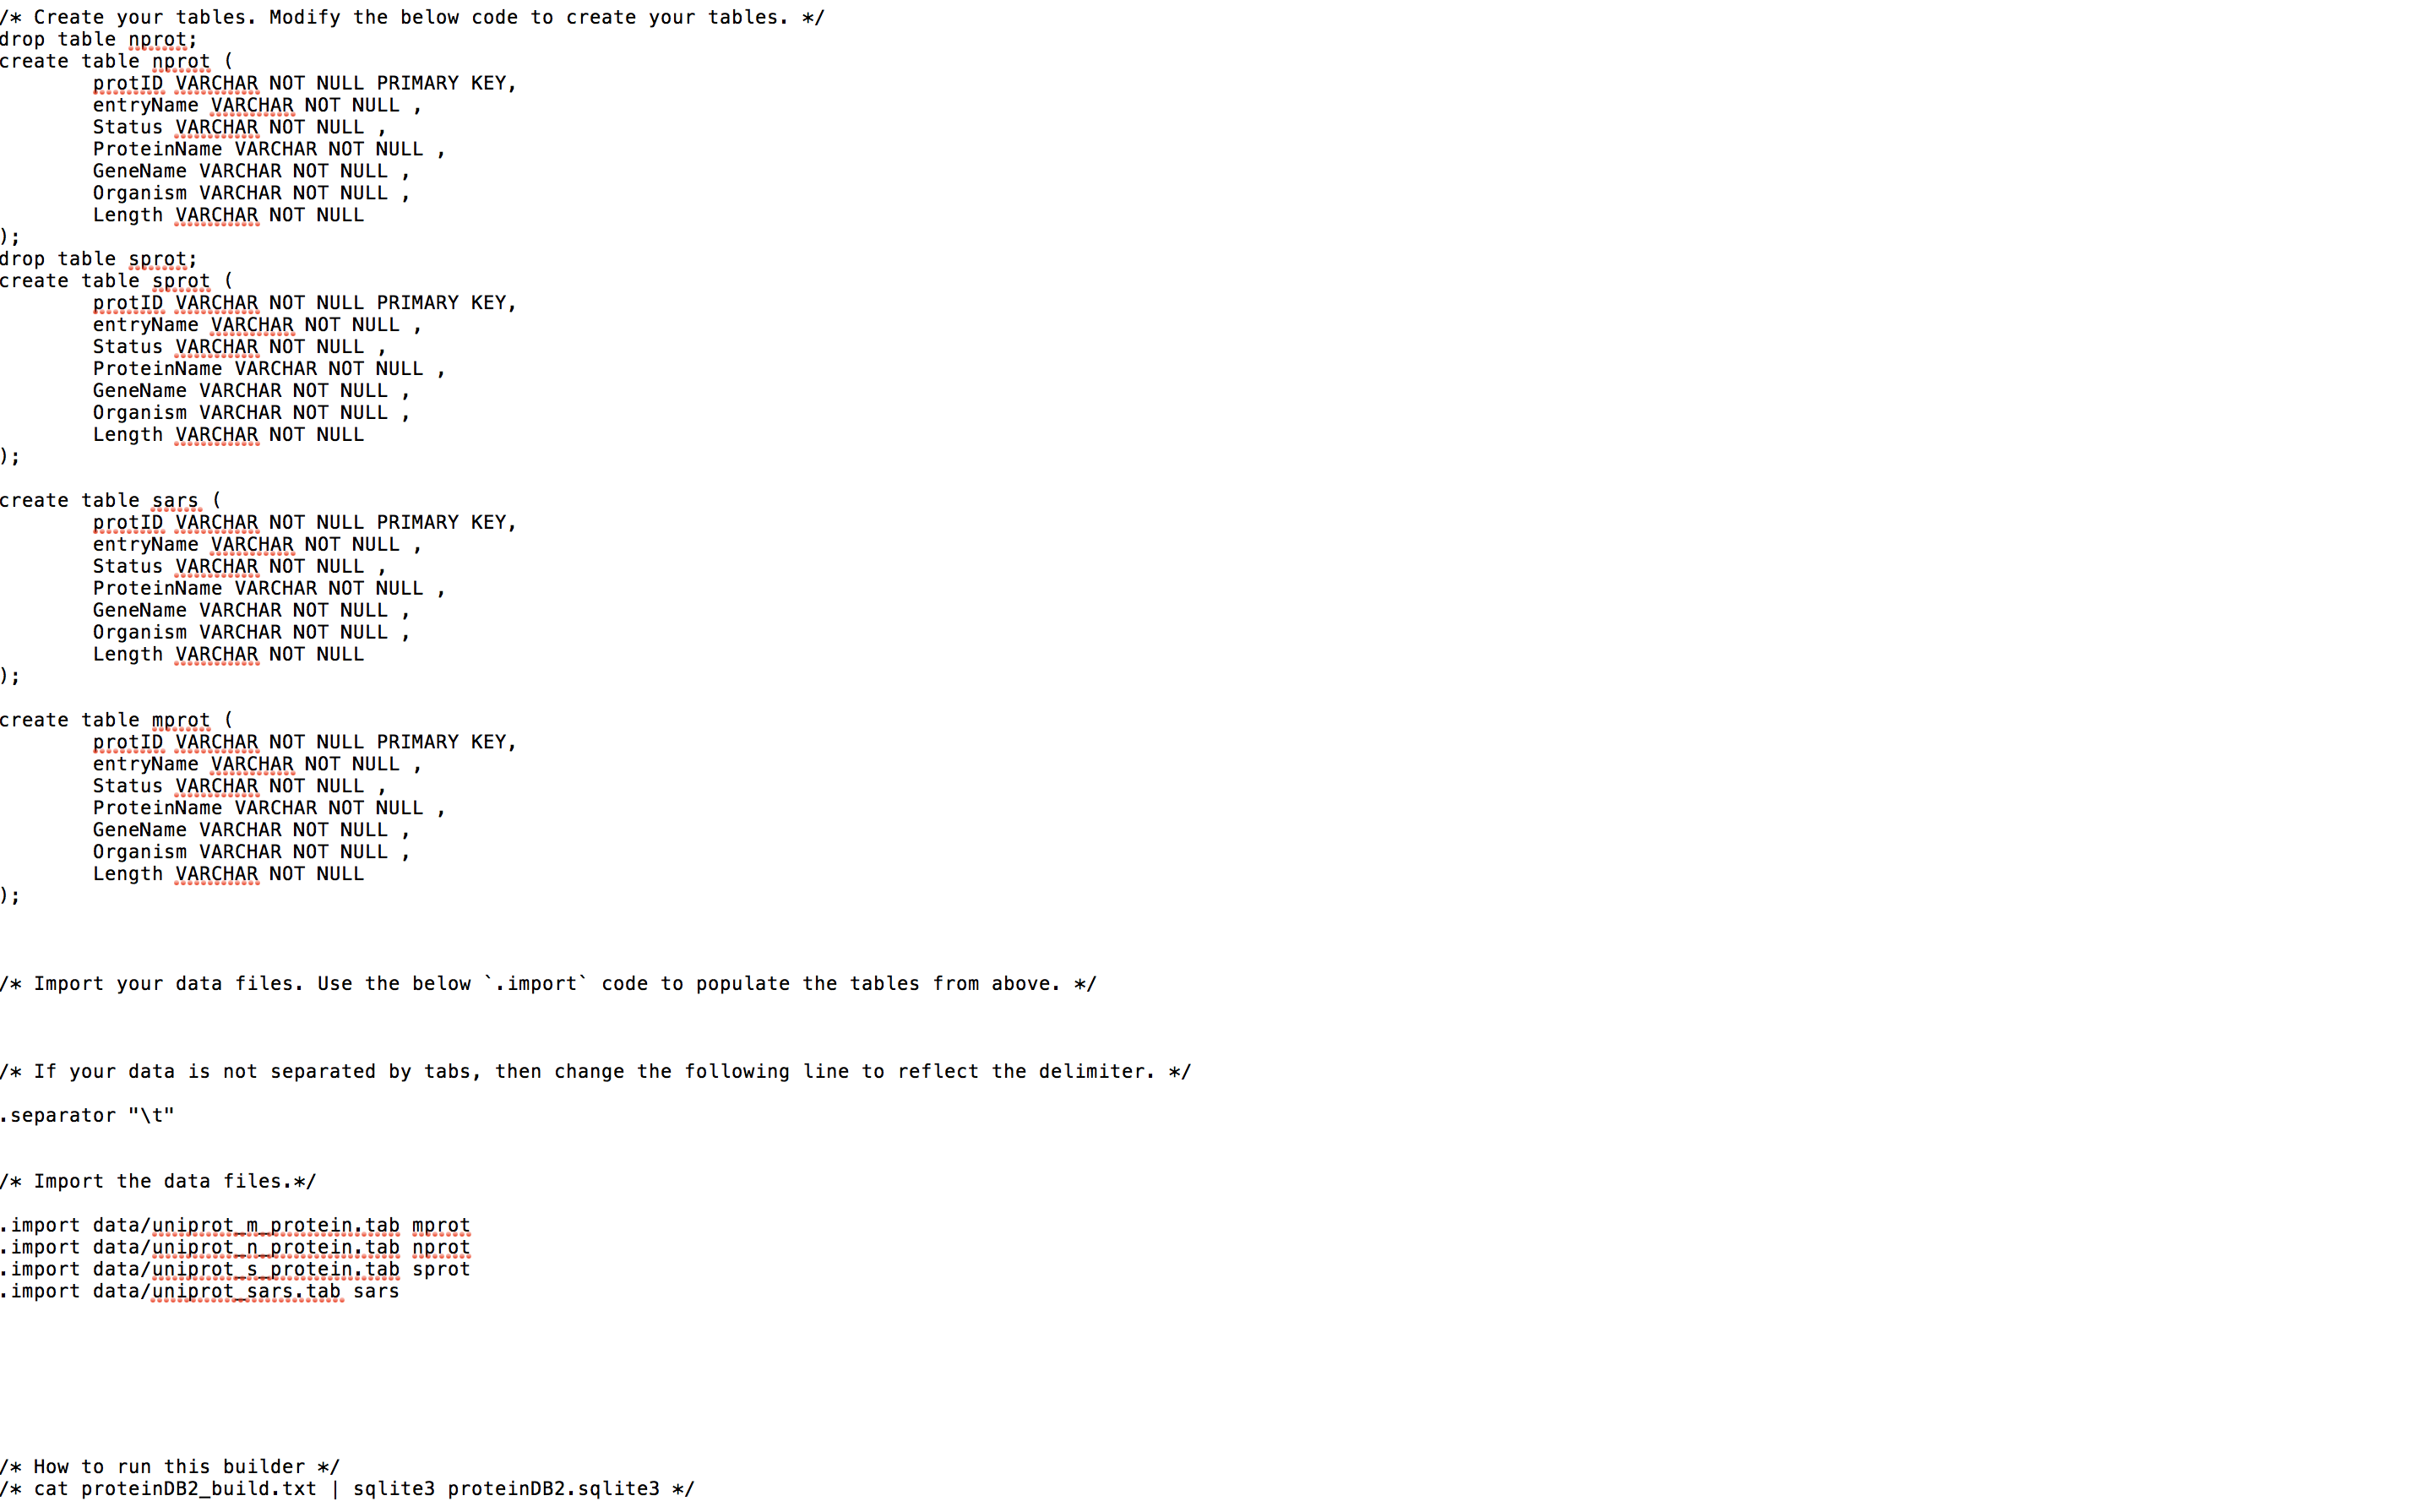 /* Create your tables. Modify the below code to create your tables. */
drop table nprot;
create table nprot (
protID VARCHAR NOT NULL PRIMARY KEY,
entryName VARCHAR NOT NULL ,
Status VARCHAR NOT NULL ,
ProteinName VARCHAR NOT NULL ,
GeneName VARCHAR NOT NULL ,
Organism VARCHAR NOT NULL ,
Length VARCHAR NOT NULL
);
drop table sprot;
create table sprot (
protID VARCHAR NOT NULL PRIMARY KEY,
entryName VARCHAR NOT NULL ,
Status VARCHAR NOT NULL ,
ProteinName VARCHAR NOT NULL ,
GeneName VARCHAR NOT NULL ,
Organism VARCHAR NOT NULL ,
Length VARCHAR NOT NULL
);
create table sars (
protID VARCHAR NOT NULL PRIMARY KEY,
entryName VARCHAR NOT NULL ,
Status VARCHAR NOT NULL ,
ProteinName VARCHAR NOT NULL ,
GeneName VARCHAR NOT NULL ,
Organism VARCHAR NOT NULL ,
Length VARCHAR NOT NULL
);
create table mprot (
protID VARCHAR NOT NULL PRIMARY KEY,
entryName VARCHAR NOT NULL ,
Status VARCHAR NOT NULL ,
ProteinName VARCHAR NOT NULL ,
GeneName VARCHAR NOT NULL ,
Organism VARCHAR NOT NULL ,
Length VARCHAR NOT NULL
);
/* Import your data files. Use the below `.import` code to populate the tables from above. */
/* If your data is not separated by tabs, then change the following line to reflect the delimiter. */
.separator "\t"
/* Import the data files.*/
.import data/uniprot_m_protein.tab mprot
.import data/uniprot_n_protein.tab nprot
.import data/uniprot_s_protein.tab sprot
.import data/uniprot_sars.tab sars
/* How to run this builder */
/* cat proteinDB2_build.txt | sqlite3 proteinDB2.sqlite3 */